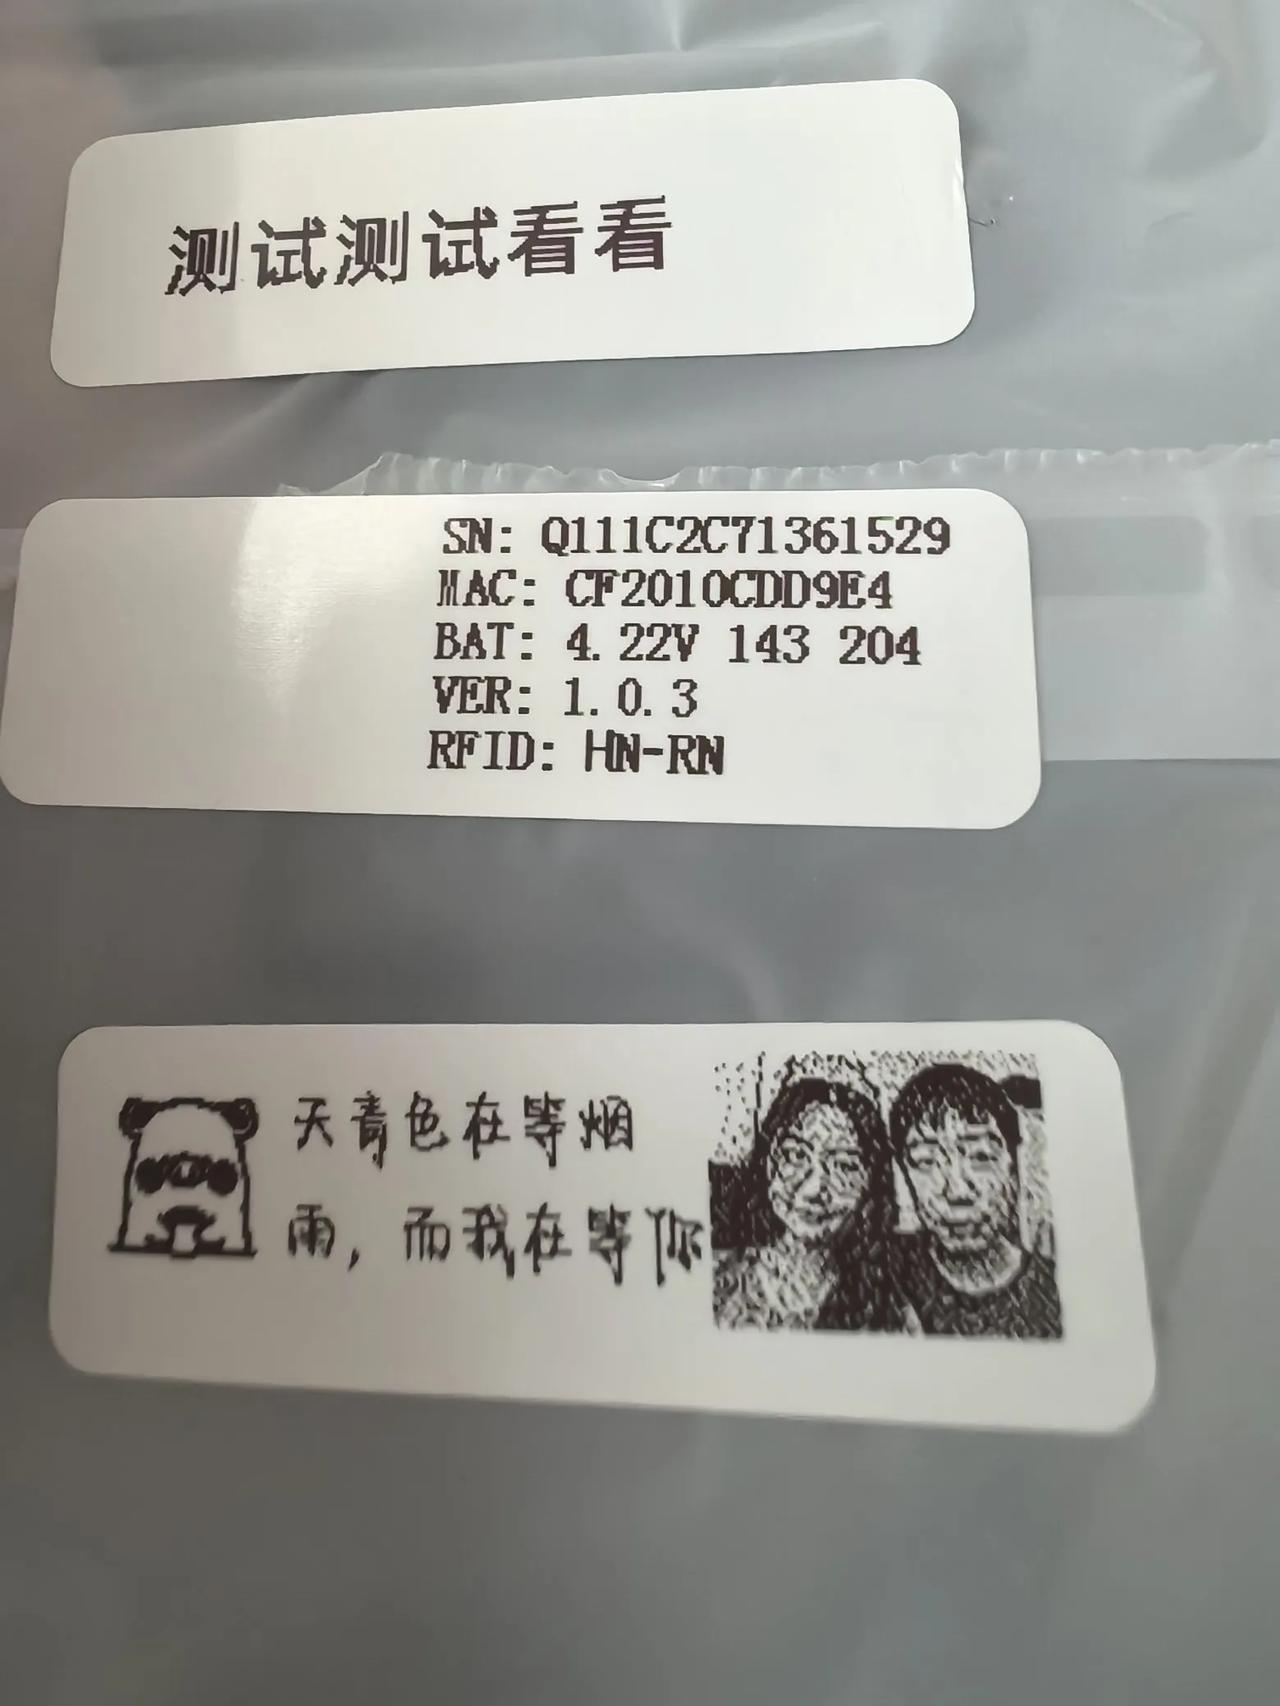 测试测试看看
SN: Q111C2C71361529
MAC: CF2010CDD9E4
BAT: 4.22V 143 204
VER: 1.0.3
RFID: HN-RN
天青色在等烟
雨，而我在等你